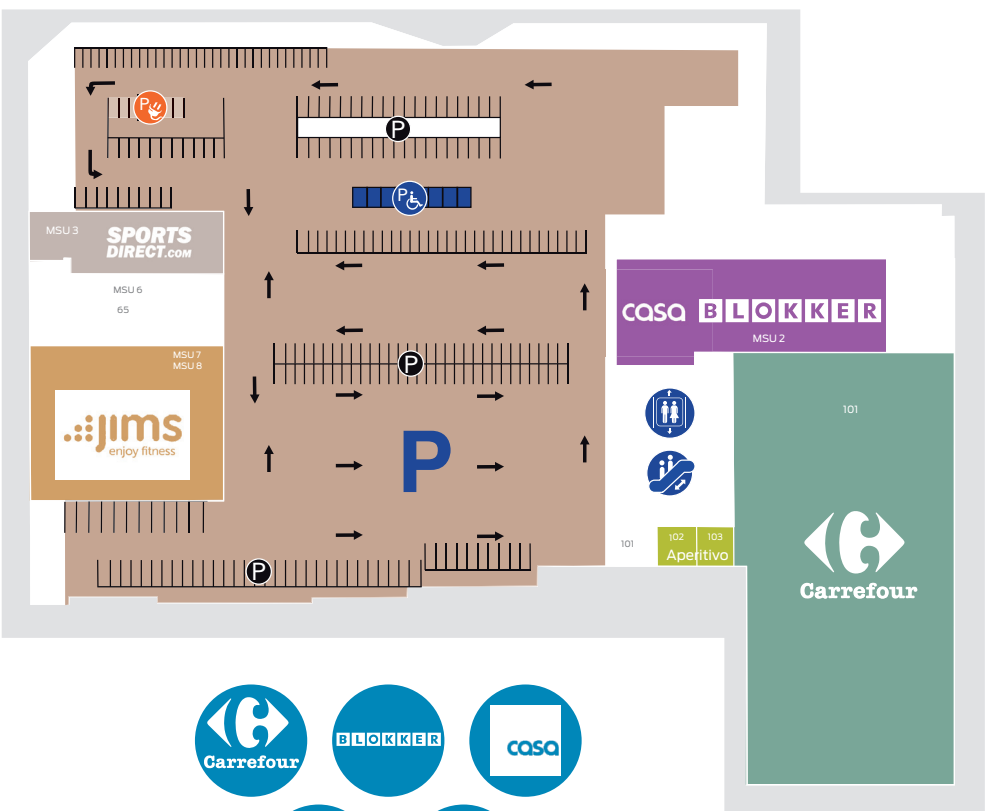 P
P
P
MSU 3
SPORTS
DIRECT.COM
MSU 6
65
casa
BLOKKER
MSU 2
MSU 7
MSU 8
P
jims
enjoy fitness
101
P
101
102
103
Aperitivo
P
Carrefour
Carrefour
BLOKKER
casa